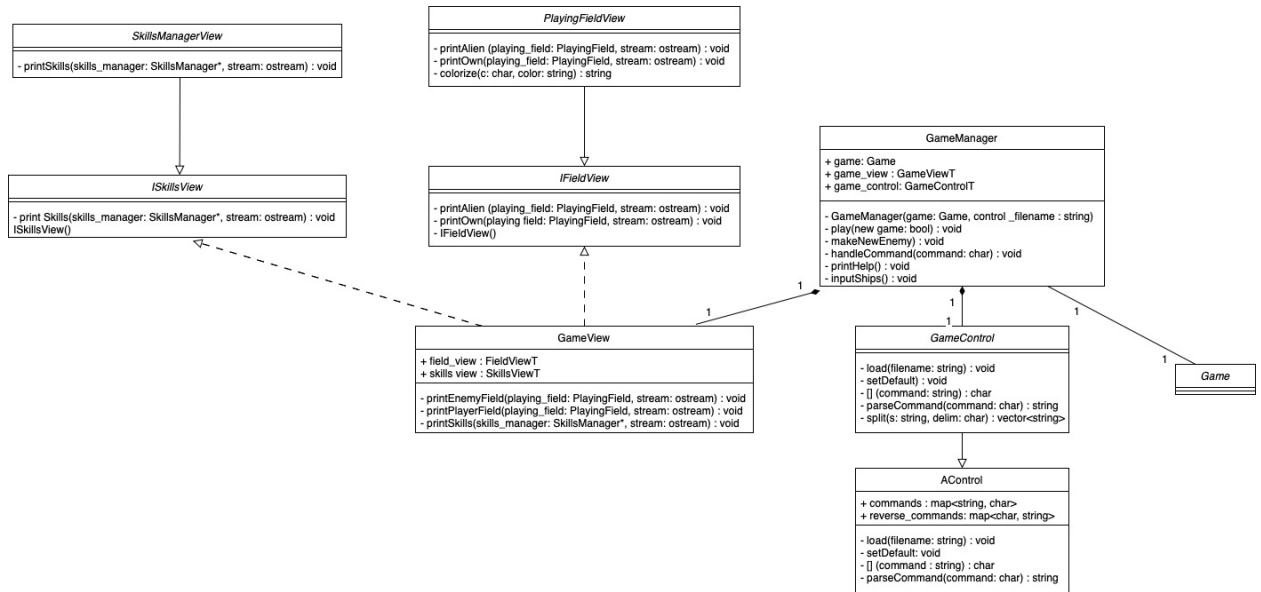 SkillsManagerView
- printSkills(skills_manager: SkillsManager*, stream: ostream) : void
PlayingFieldView
- printAlien (playing_field: PlayingField, stream: ostream) : void
- printOwn(playing_field: PlayingField, stream: ostream) : void
- colorize(c: char, color: string) : string
GameManager
+ game: Game
+ game_view : GameViewT
+ game_control: GameControlT
- GameManager(game: Game, control _filename : string)
- play(new game: bool) : void
- makeNewEnemy) : void
- handleCommand(command: char) : void
- printHelp() : void
- inputShips() : void
ISkillsView
- print Skills(skills_manager: SkillsManager*, stream: ostream) : void
ISkillsView()
IFieldView
- printAlien (playing_field: PlayingField, stream: ostream) : void
- printOwn(playing field: PlayingField, stream: ostream) : void
- IFieldView()
1
1
1
1
1
1
GameView
+ field_view : FieldViewT
+ skills view : SkillsViewT
- printEnemyField(playing_field: PlayingField, stream: ostream) : void
- printPlayerField(playing_field: PlayingField, stream: ostream) : void
- printSkills(skills_manager: SkillsManager*, stream: ostream) : void
GameControl
- load(filename: string) : void
- setDefault) : void
- [] (command: string) : char
- parseCommand(command: char) : string
- split(s: string, delim: char) : vector<string>
Game
AControl
+ commands : map<string, char>
+ reverse_commands: map<char, string>
- load(filename: string) : void
- setDefault: void
- [] (command : string) : char
- parseCommand(command: char) : string